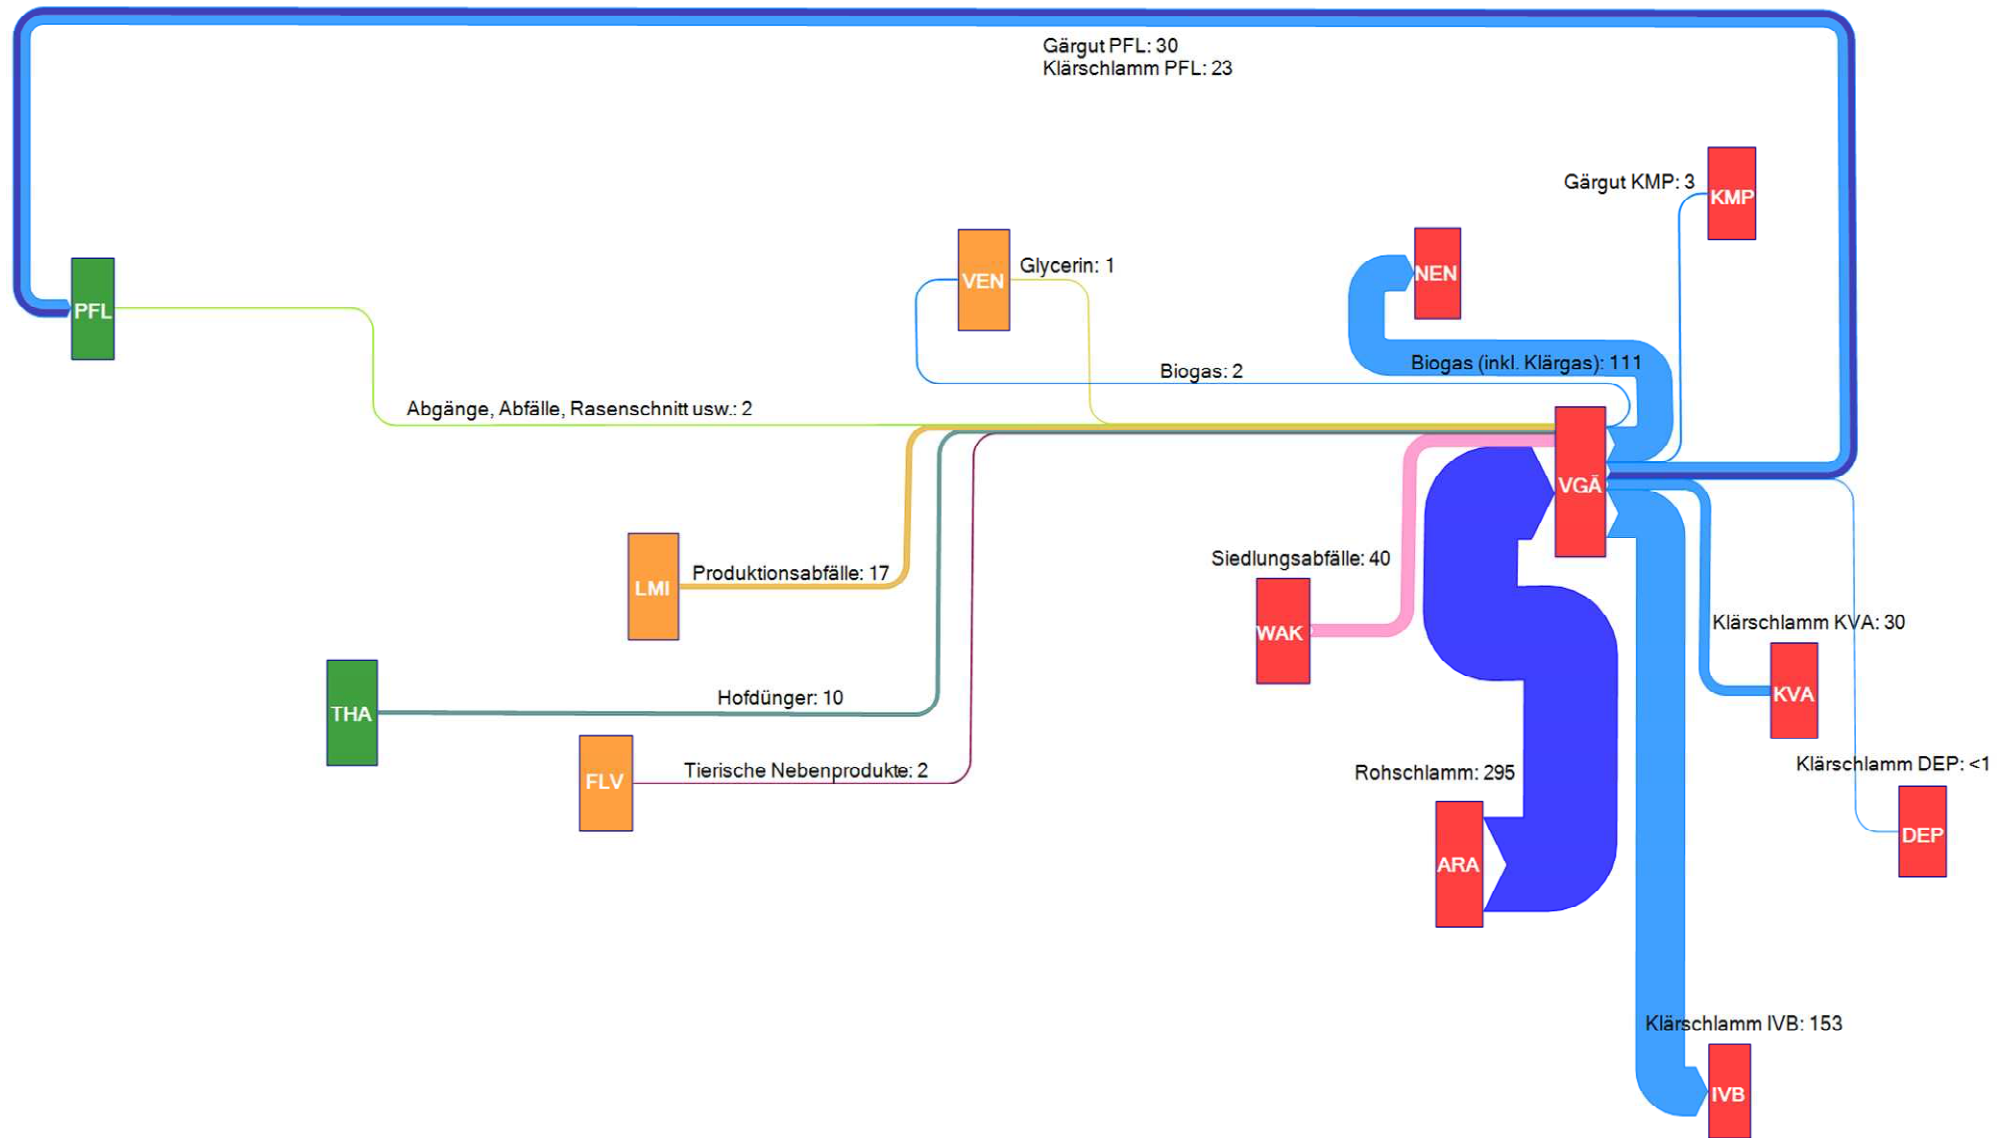 Gärgut PFL: 30
Klärschlamm PFL: 23
Gärgut KMP: 3
KMP
VEN
Glycerin: 1
NEN
PFL
Biogas (inkl. Klärgas): 111
Biogas: 2
Abgänge, Abfälle, Rasenschnitt usw.: 2
VGÄ
Siedlungsabfälle: 40
LMI
Produktionsabfälle: 17
WAK
Klärschlamm KVA: 30
KVA
THA
Hofdünger: 10
FLV
Tierische Nebenprodukte: 2
Rohschlamm: 295
Klärschlamm DEP: <1
DEP
ARA
Klärschlamm IVB: 153
IVB